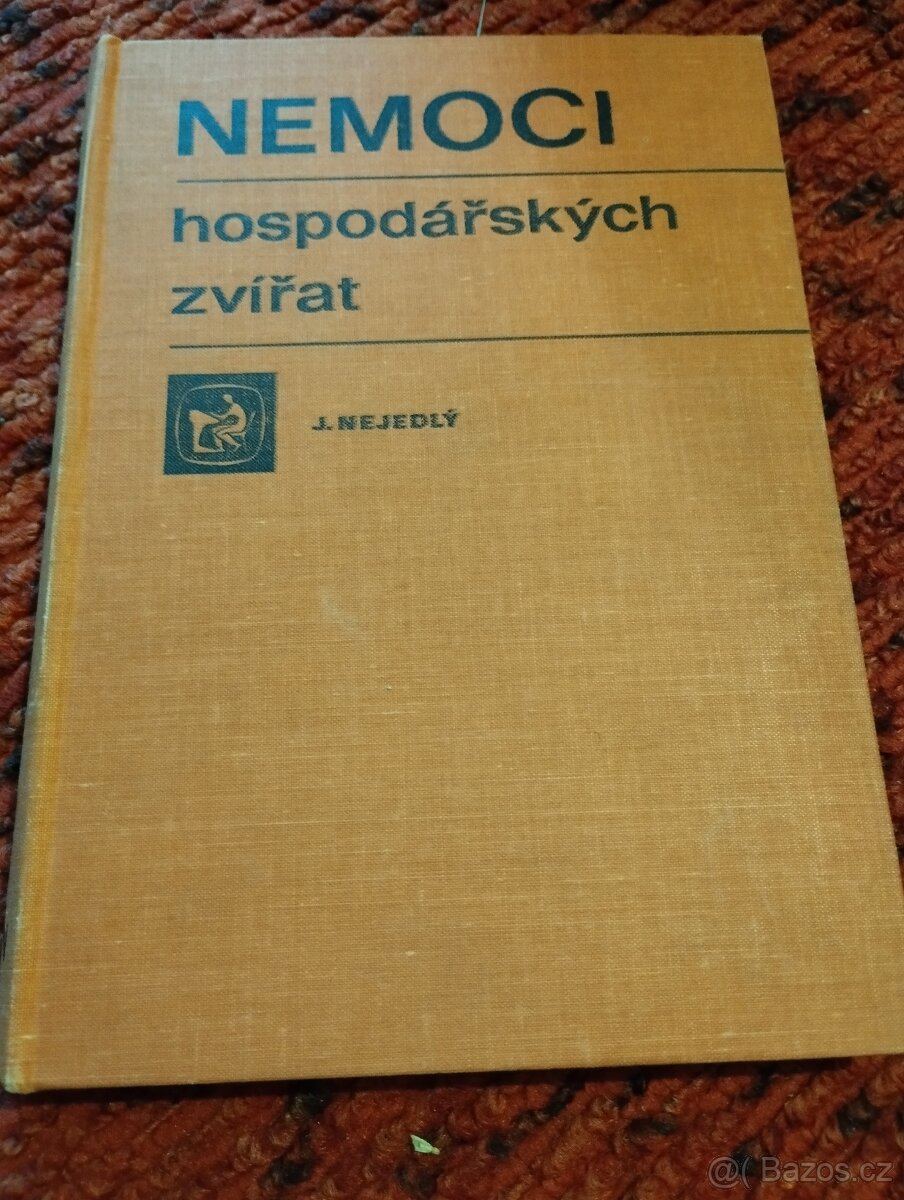 NEMOCI
hospodářských
zvířat
J. NEJEDLÝ
@( Bazos.cz